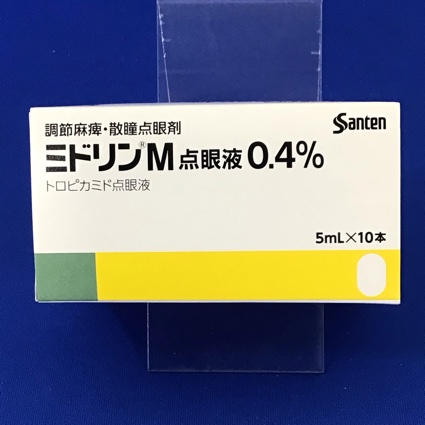 調節麻痺・散瞳点眼剤
Santen
ミドリン®M点眼液0.4%
トロピカミド点眼液
5mL×10本